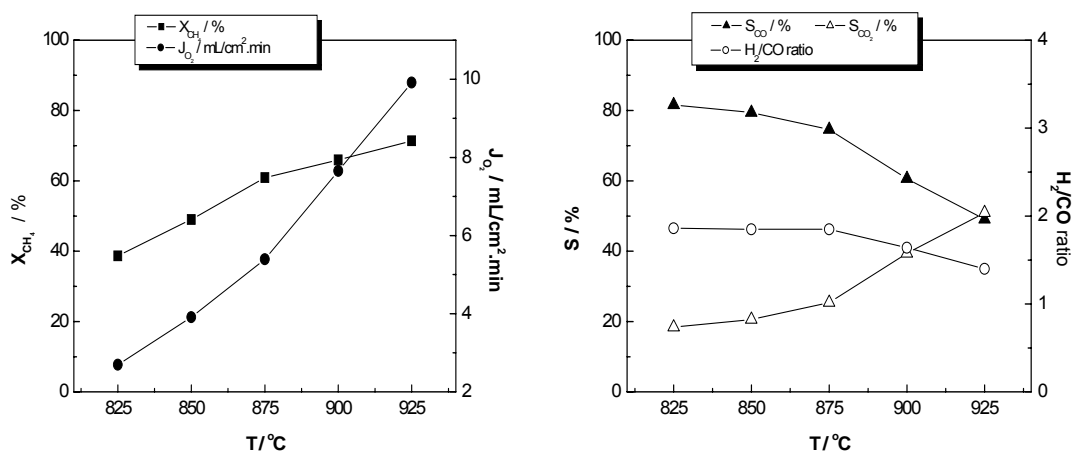 X_CH4 / %
J_O2 / mL/cm².min
100
80
60
40
20
0
X_CH4 / %
10
8
6
4
2
J_O2 / mL/cm².min
825 850 875 900 925
T/ °C
S_CO / % S_CO2 / %
H2/CO ratio
100
80
60
40
20
0
S / %
4
3
2
1
0
H2/CO ratio
825 850 875 900 925
T/ °C